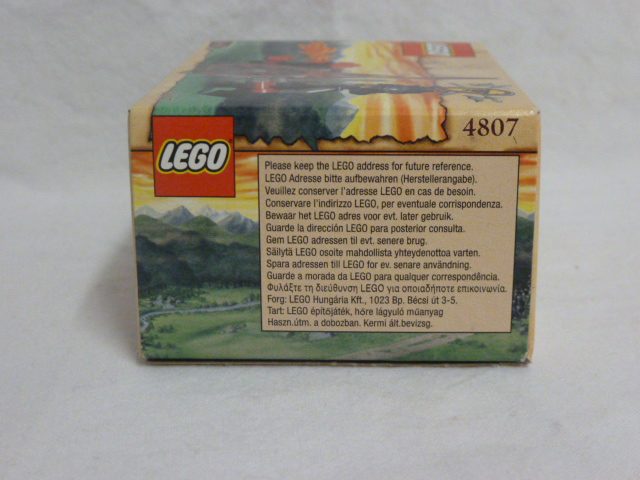 4807
LEGO
Please keep the LEGO address for future reference.
LEGO Adresse bitte aufbewahren (Herstellerangabe).
Veuillez conserver l'adresse LEGO en cas de besoin.
Conservare l'indirizzo LEGO, per eventuale corrispondenza.
Bewaar het LEGO adres voor evt. later gebruik.
Guarde la dirección LEGO para posterior consulta.
Gem LEGO adressen til evt. senere brug.
Säilytä LEGO osoite mahdollista yhteydenottoa varten.
Spara adressen till LEGO for ev. senare användning.
Guarde a morada da LEGO para qualquer correspondência.
Φυλάξτε τη διεύθυνση LEGO για οποιαδήποτε επικοινωνία.
Forg: LEGO Hungária Kft., 1023 Bp. Bécsi út 3-5.
Tart: LEGO építőjáték, hőre lágyuló műanyag
Haszn.útm. a dobozban. Kermi ált.bevizsg.